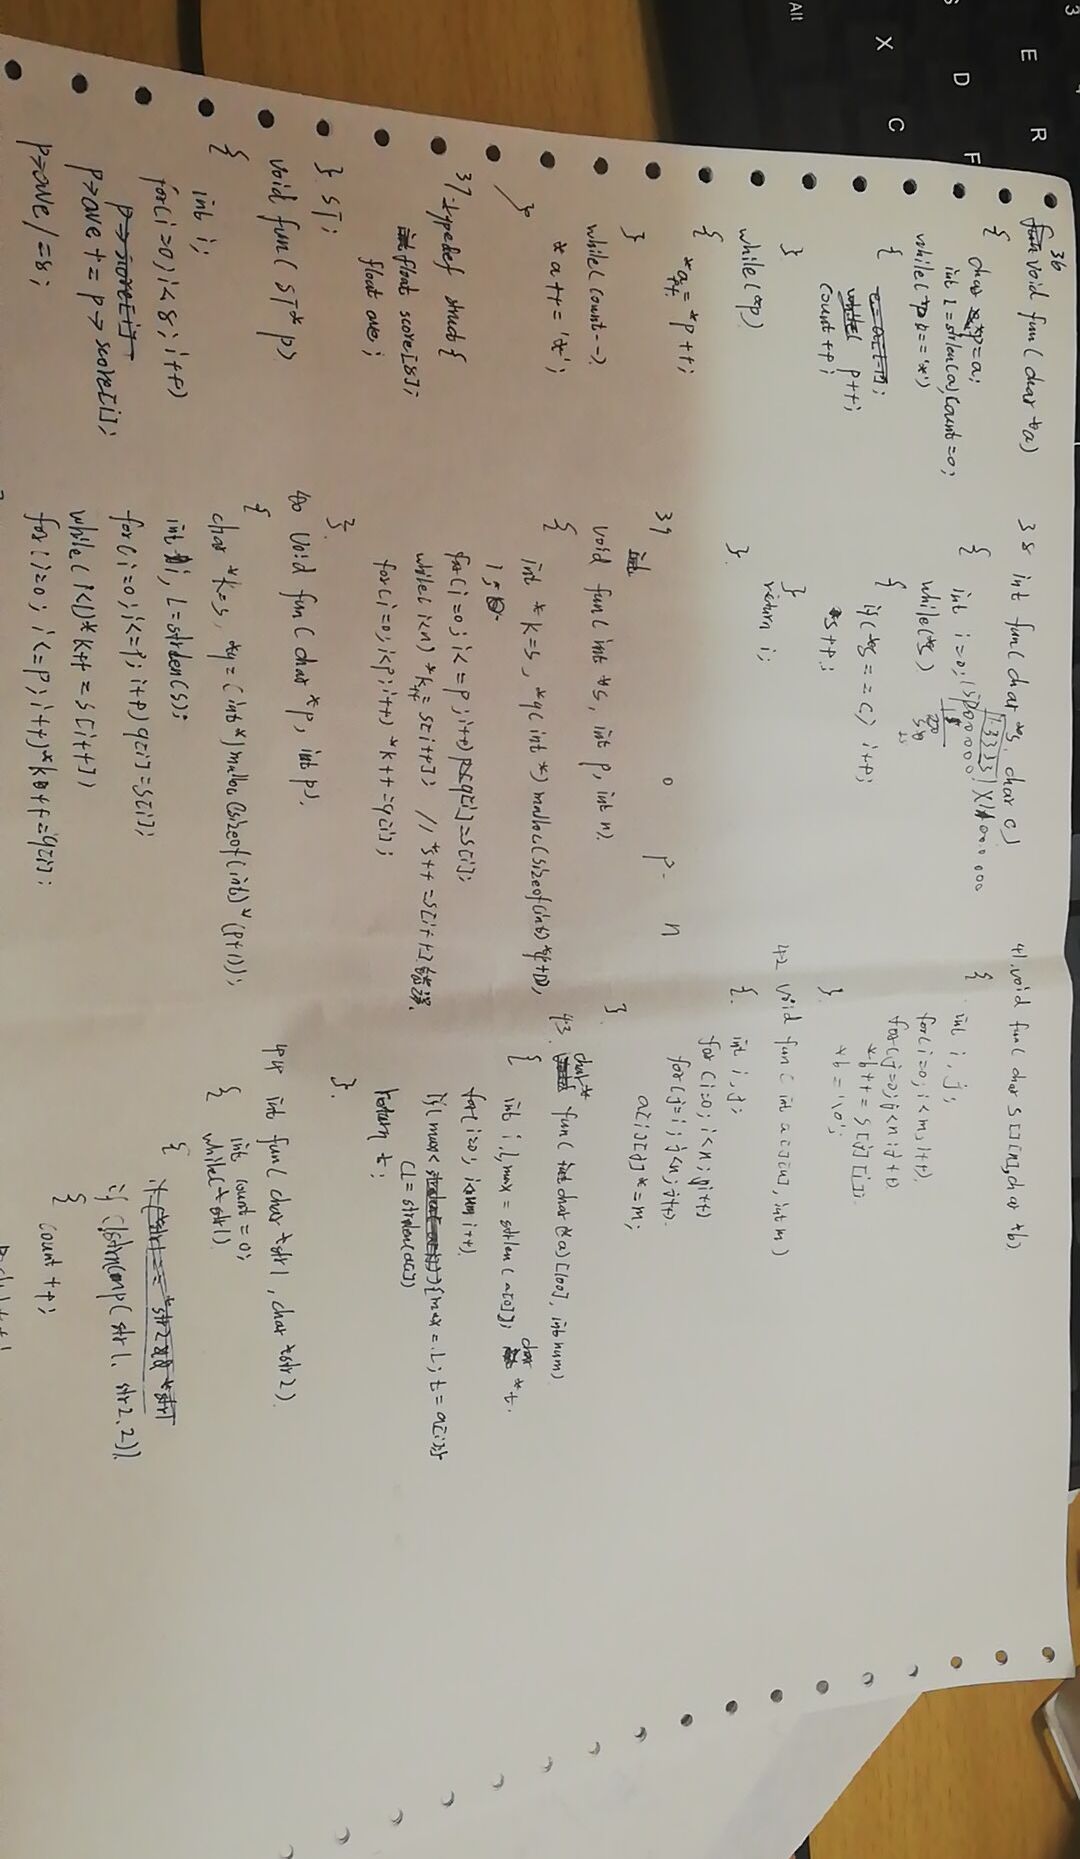 36
void fun(char *a)
{
char *p=a;
int L=strlen(a),count=0;
while(*p=='*')
{
p++;
count++;
}
while(*p)
{
*a++=*p++;
}
while(count--)
*a++='*';
}
37. typedef struct {
float score[8];
float ave;
} ST;
void fun(ST *p)
{
int i;
for(i=0;i<8;i++)
p->ave += p->score[i];
p->ave /=8;
38 int fun(char *s, char c)
{
int i=0;
while(*s)
{
if(*s==c) i++;
s++;
}
return i;
}
39
void fun(int *s, int p, int n).
{
int *k=s, *q(int *)malloc(sizeof(int)
for(i=0;i<=p;i++) q[i]=s[i];
while(i<n) *k++=s[i++]; // *s++=s[i++] 错误.
for(i=0;i<p;i++) *k++=q[i];
}.
o p- n
40 void fun(char *p, int p).
{
char *k=s, *q=(int*)malloc(sizeof(int)*(p+1));
int i, L=strlen(s);
for(i=0;i<=p;i++) q[i]=s[i];
while(i<L) *k++=s[i++])
for(i=0; i<=p;i++)*k++=q[i];
41. void fun(char s[][n],char *b)
{
int i,j;
for(i=0;i<m;i++)
for(j=0;j<n;j++)
*b++=s[j][i];
*b='\0';
}.
42 void fun(int a[][n], int m)
{.
int i,j;
for(i=0;i<n;i++)
for(j=i;j<n;j++).
a[i][j]*=m;
}.
43. char* fun(char(*a)[100], int num)
{
int i,l,max=strlen(a[0]); char *t.
for(i=0; i++)
if(max< {max=L; t=a[i]}
(L=strlen(a[i])
return t;
}.
44 int fun(char *str1, char *str2)
{
int count=0;
while(*str1)
{
if(!strncmp(str1, str2,2)).
{
count++;